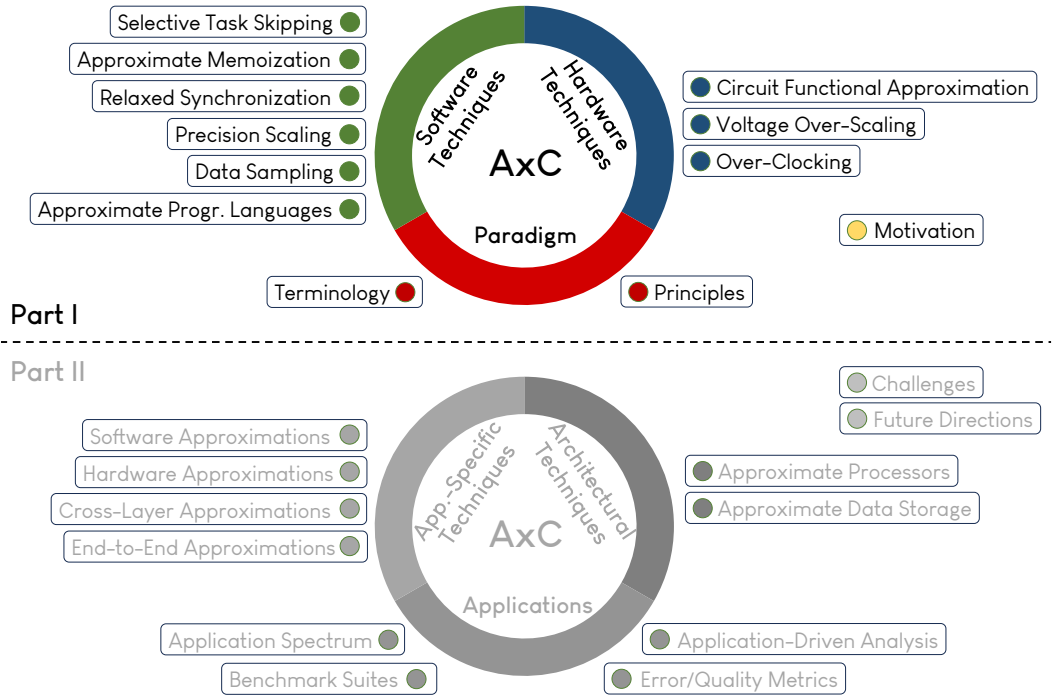 Selective Task Skipping
Approximate Memoization
Relaxed Synchronization
Precision Scaling
Data Sampling
Approximate Progr. Languages
Software
Techniques
Hardware
Techniques
AxC
Paradigm
Circuit Functional Approximation
Voltage Over-Scaling
Over-Clocking
Motivation
Terminology
Principles
Part I
Part II
Challenges
Future Directions
Software Approximations
Hardware Approximations
Cross-Layer Approximations
End-to-End Approximations
App.-Specific
Techniques
Architectural
Techniques
AxC
Applications
Approximate Processors
Approximate Data Storage
Application Spectrum
Benchmark Suites
Application-Driven Analysis
Error/Quality Metrics